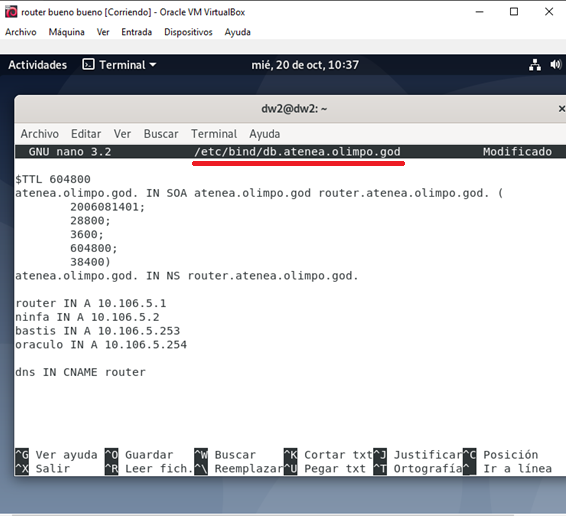 router bueno bueno [Corriendo] - Oracle VM VirtualBox
Archivo Máquina Ver Entrada Dispositivos Ayuda
Actividades Terminal mié, 20 de oct, 10:37
dw2@dw2: ~
Archivo Editar Ver Buscar Terminal Ayuda
GNU nano 3.2 /etc/bind/db.atenea.olimpo.god Modificado
$TTL 604800
atenea.olimpo.god. IN SOA atenea.olimpo.god router.atenea.olimpo.god. (
2006081401;
28800;
3600;
604800;
38400)
atenea.olimpo.god. IN NS router.atenea.olimpo.god.
router IN A 10.106.5.1
ninfa IN A 10.106.5.2
bastis IN A 10.106.5.253
oraculo IN A 10.106.5.254
dns IN CNAME router
^G Ver ayuda ^O Guardar ^W Buscar ^K Cortar txt ^J Justificar ^C Posición
^X Salir ^R Leer fich. ^\ Reemplazar ^U Pegar txt ^T Ortografía ^_ Ir a línea